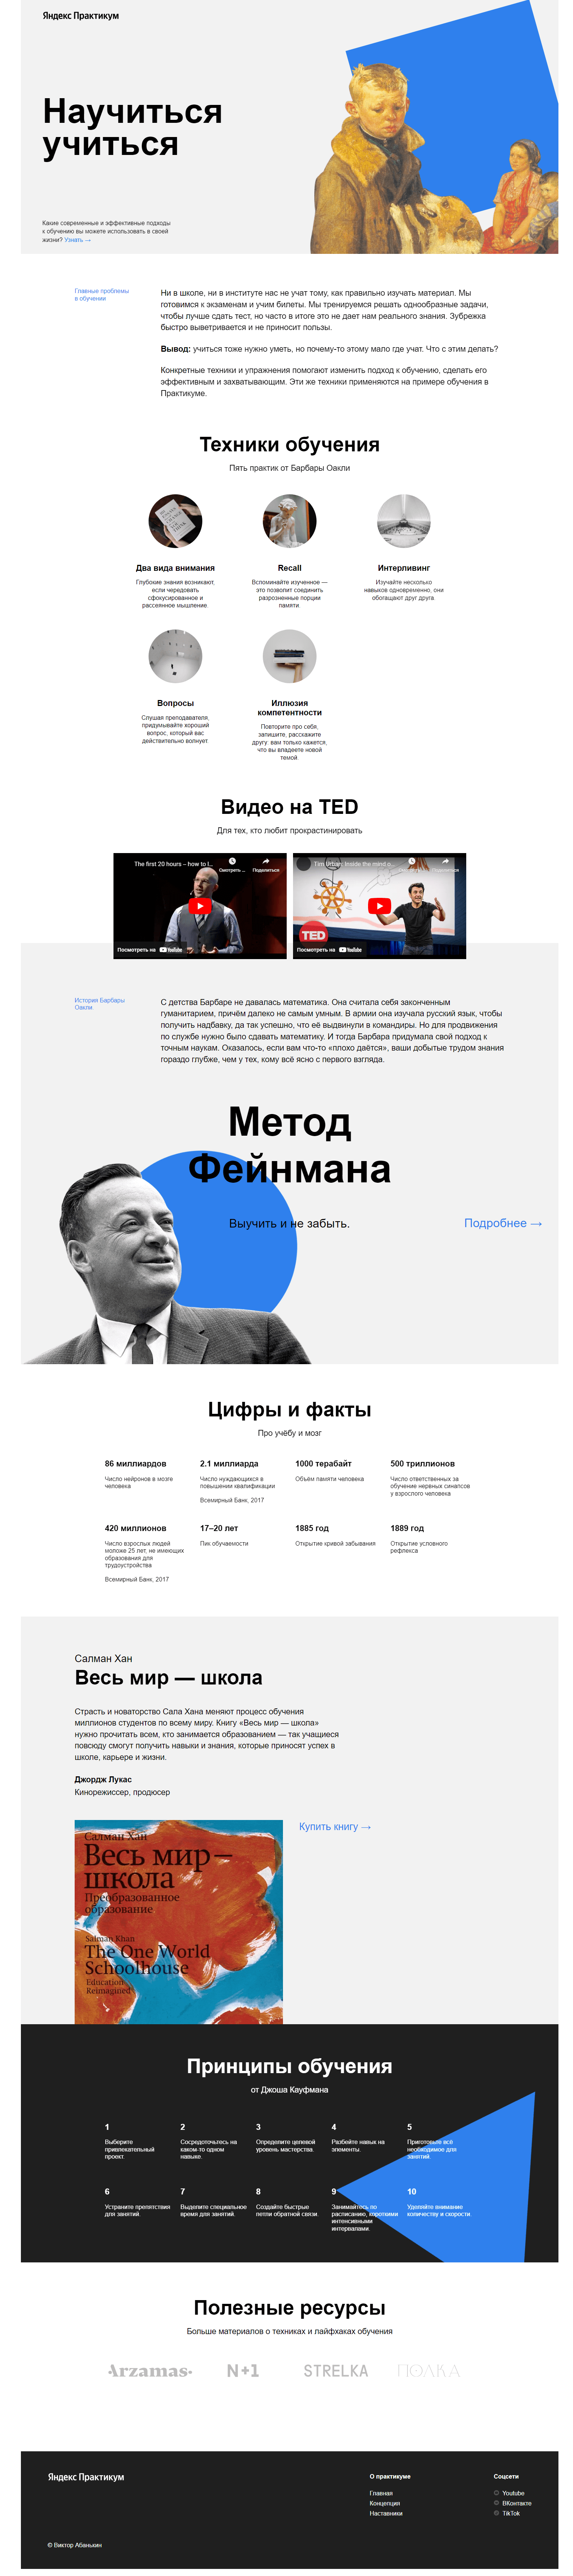 Яндекс Практикум
Научиться
учиться
Какие современные и эффективные подходы
к обучению вы можете использовать в своей
жизни? Узнать →
Главные проблемы
в обучении
Ни в школе, ни в институте нас не учат тому, как правильно изучать материал. Мы
готовимся к экзаменам и учим билеты. Мы тренируемся решать однообразные задачи,
чтобы лучше сдать тест, но часто в итоге это не дает нам реального знания. Зубрежка
быстро выветривается и не приносит пользы.
Вывод: учиться тоже нужно уметь, но почему-то этому мало где учат. Что с этим делать?
Конкретные техники и упражнения помогают изменить подход к обучению, сделать его
эффективным и захватывающим. Эти же техники применяются на примере обучения в
Практикуме.
Техники обучения
Пять практик от Барбары Оакли
Два вида внимания
Глубокие знания возникают,
если чередовать
сфокусированное и
рассеянное мышление.
Recall
Вспоминайте изученное —
это позволит соединить
разрозненные порции
памяти.
Интерливинг
Изучайте несколько
навыков одновременно, они
обогащают друг друга.
Вопросы
Слушая преподавателя,
придумывайте хороший
вопрос, который вас
действительно волнует.
Иллюзия
компетентности
Повторите про себя,
запишите, расскажите
другу: вам только кажется,
что вы владеете новой
темой.
Видео на TED
Для тех, кто любит прокрастинировать
The first 20 hours – how to l...
Смотреть ...
Поделиться
Посмотреть на YouTube
Tim Urban: Inside the mind o...
Поделиться
TED
Посмотреть на YouTube
История Барбары
Оакли
С детства Барбаре не давалась математика. Она считала себя законченным
гуманитарием, причём далеко не самым умным. В армии она изучала русский язык, чтобы
получить надбавку, да так успешно, что её выдвинули в командиры. Но для продвижения
по службе нужно было сдавать математику. И тогда Барбара придумала свой подход к
точным наукам. Оказалось, если вам что-то «плохо даётся», ваши добытые трудом знания
гораздо глубже, чем у тех, кому всё ясно с первого взгляда.
Метод
Фейнмана
Выучить и не забыть.
Подробнее →
Цифры и факты
Про учёбу и мозг
86 миллиардов
Число нейронов в мозге
человека
2.1 миллиарда
Число нуждающихся в
повышении квалификации
Всемирный Банк, 2017
1000 терабайт
Объём памяти человека
500 триллионов
Число ответственных за
обучение нервных синапсов
у взрослого человека
420 миллионов
Число взрослых людей
моложе 25 лет, не имеющих
образования для
трудоустройства
Всемирный Банк, 2017
17–20 лет
Пик обучаемости
1885 год
Открытие кривой забывания
1889 год
Открытие условного
рефлекса.
Салман Хан
Весь мир — школа
Страсть и новаторство Сала Хана меняют процесс обучения
миллионов студентов по всему миру. Книгу «Весь мир — школа»
нужно прочитать всем, кто занимается образованием — так учащиеся
повсюду смогут получить навыки и знания, которые приносят успех в
школе, карьере и жизни.
Джордж Лукас
Кинорежиссер, продюсер
Салман Хан
Весь мир —
школа
Преобразованное
образование
Salman Khan
The One World
Schoolhouse
Education
Reimagined
Купить книгу →
Принципы обучения
от Джоша Кауфмана
1
Выберите
привлекательный
проект.
2
Сосредоточьтесь на
каком-то одном
навыке.
3
Определите целевой
уровень мастерства.
4
Разбейте навык на
элементы.
5
Приготовьте всё
необходимое для
занятий.
6
Устраните препятствия
для занятий.
7
Выделите специальное
время для занятий.
8
Создайте быстрые
петли обратной связи.
9
Занимайтесь по
расписанию, короткими
интенсивными
интервалами.
10
Уделяйте внимание
количеству и скорости.
Полезные ресурсы
Больше материалов о техниках и лайфхаках обучения
Arzamas
N+1
STRELKA
ПОЛКА
Яндекс Практикум
О практикуме
Главная
Концепция
Наставники
Соцсети
Youtube
ВКонтакте
TikTok
© Виктор Абанькин